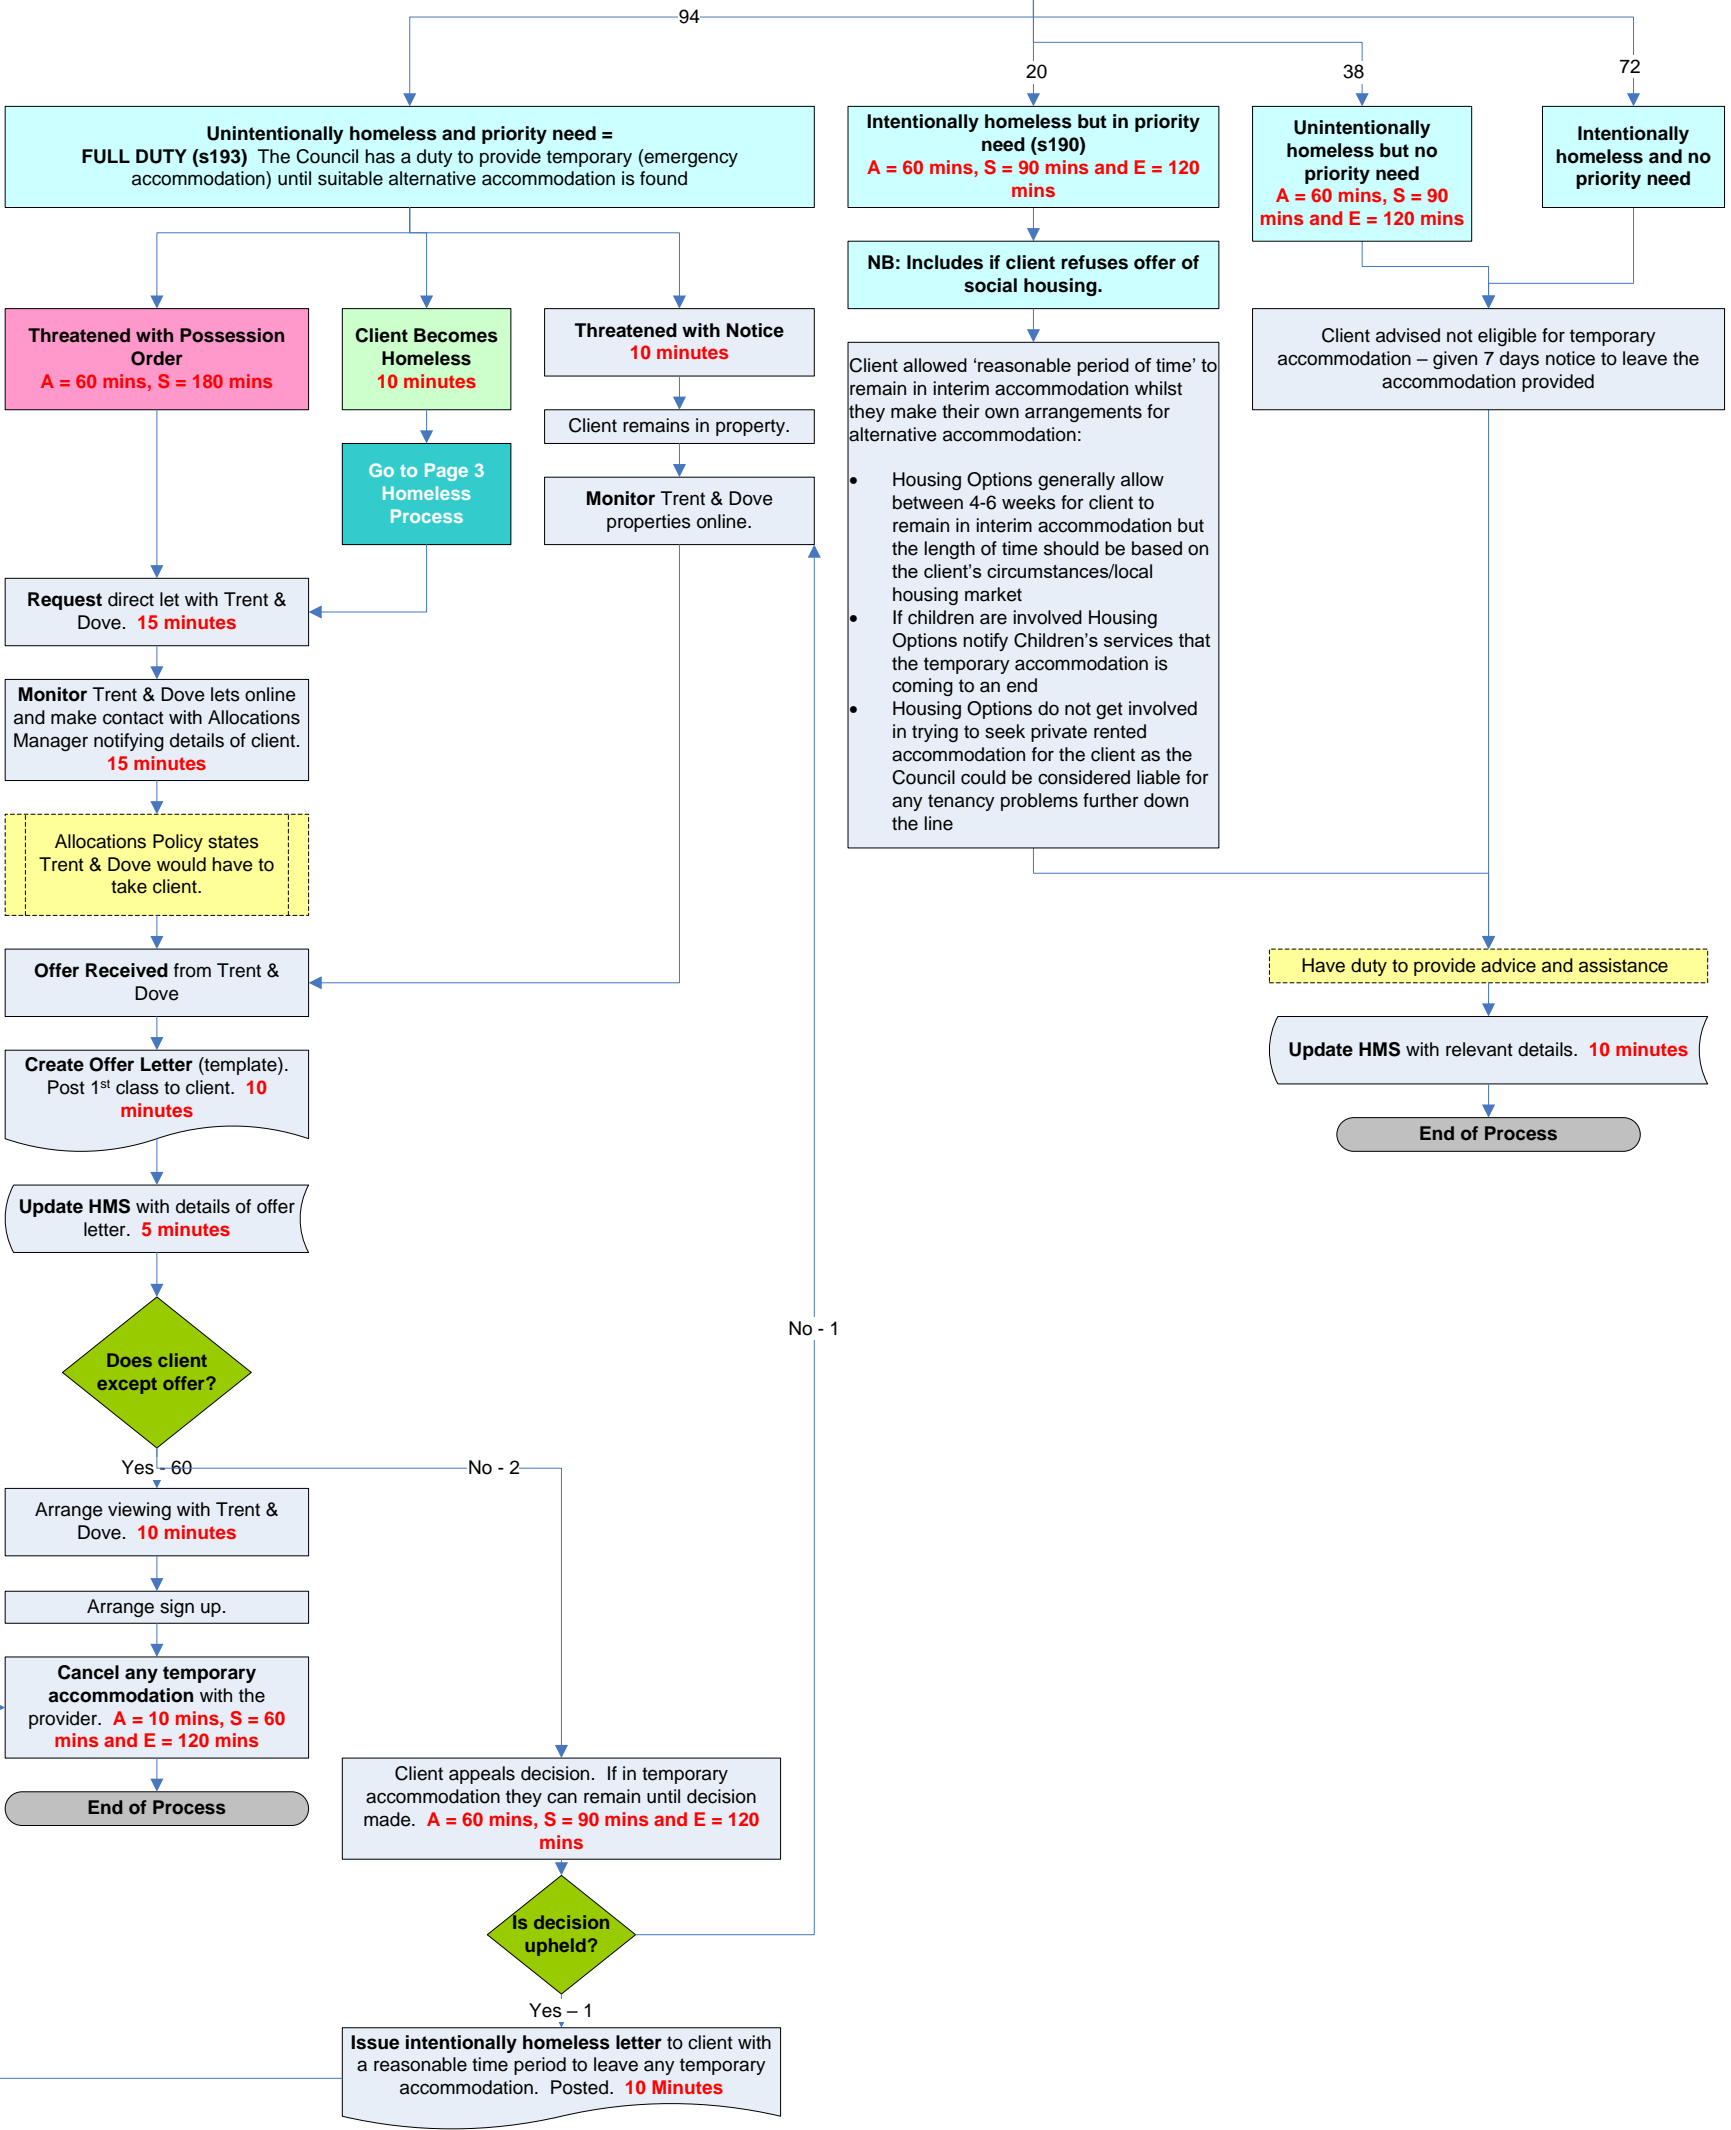 94
20
38
72
Unintentionally homeless and priority need =
FULL DUTY (s193)  The Council has a duty to provide temporary (emergency
accommodation) until suitable alternative accommodation is found
Intentionally homeless but in priority
need (s190)
A = 60 mins, S = 90 mins and E = 120
mins
Unintentionally
homeless but no
priority need
A = 60 mins, S = 90
mins and E = 120 mins
Intentionally
homeless and no
priority need
NB: Includes if client refuses offer of
social housing.
Threatened with Possession
Order
A = 60 mins, S = 180 mins
Client Becomes
Homeless
10 minutes
Threatened with Notice
10 minutes
Client advised not eligible for temporary
accommodation – given 7 days notice to leave the
accommodation provided
Client allowed ‘reasonable period of time’ to
remain in interim accommodation whilst
they make their own arrangements for
alternative accommodation:
• Housing Options generally allow
between 4-6 weeks for client to
remain in interim accommodation but
the length of time should be based on
the client’s circumstances/local
housing market
• If children are involved Housing
Options notify Children’s services that
the temporary accommodation is
coming to an end
• Housing Options do not get involved
in trying to seek private rented
accommodation for the client as the
Council could be considered liable for
any tenancy problems further down
the line
Client remains in property.
Go to Page 3
Homeless
Process
Monitor Trent & Dove
properties online.
Request direct let with Trent &
Dove.  15 minutes
Monitor Trent & Dove lets online
and make contact with Allocations
Manager notifying details of client.
15 minutes
Allocations Policy states
Trent & Dove would have to
take client.
Offer Received from Trent &
Dove
Have duty to provide advice and assistance
Create Offer Letter (template).
Post 1st class to client.  10
minutes
Update HMS with relevant details.  10 minutes
End of Process
Update HMS with details of offer
letter.  5 minutes
No - 1
Does client
except offer?
Yes - 60
No - 2
Arrange viewing with Trent &
Dove.  10 minutes
Arrange sign up.
Cancel any temporary
accommodation with the
provider.  A = 10 mins, S = 60
mins and E = 120 mins
End of Process
Client appeals decision.  If in temporary
accommodation they can remain until decision
made.  A = 60 mins, S = 90 mins and E = 120
mins
Is decision
upheld?
Yes – 1
Issue intentionally homeless letter to client with
a reasonable time period to leave any temporary
accommodation.  Posted.  10 Minutes